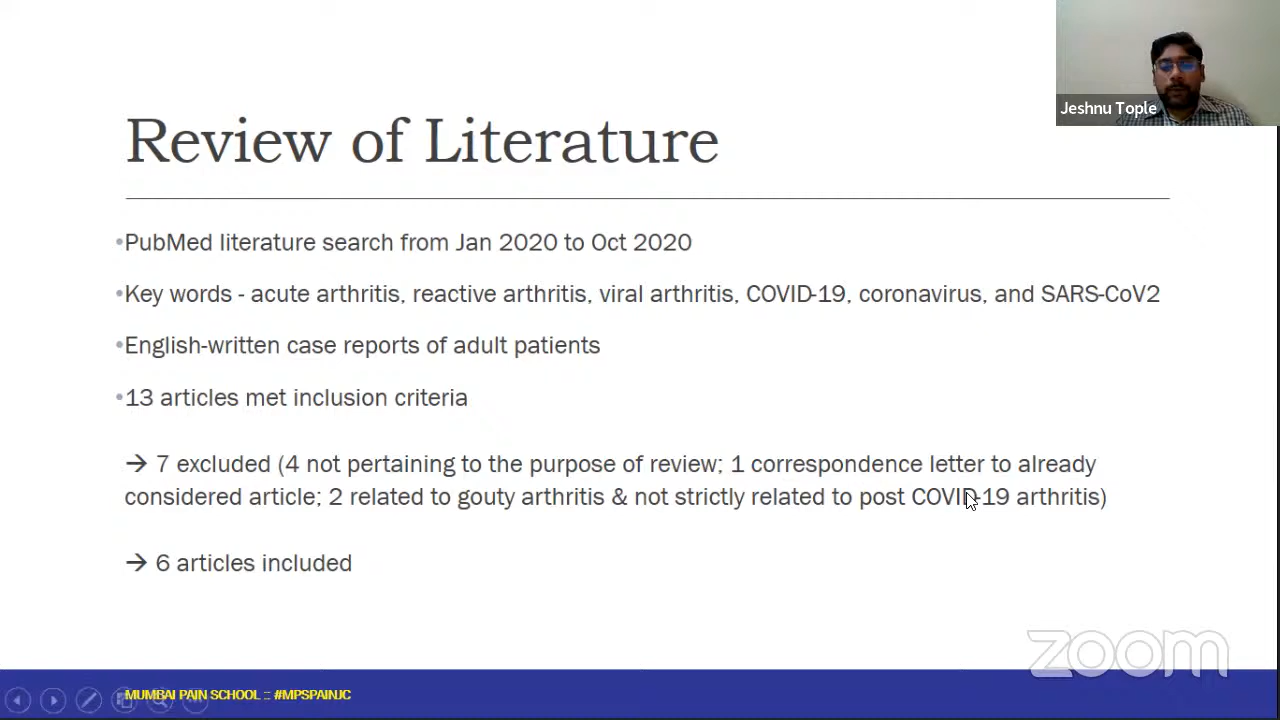 Jeshnu Tople
Review of Literature
•PubMed literature search from Jan 2020 to Oct 2020
•Key words - acute arthritis, reactive arthritis, viral arthritis, COVID-19, coronavirus, and SARS-CoV2
•English-written case reports of adult patients
•13 articles met inclusion criteria
→ 7 excluded (4 not pertaining to the purpose of review; 1 correspondence letter to already
considered article; 2 related to gouty arthritis & not strictly related to post COVID-19 arthritis)
→ 6 articles included
zoom
MUMBAI PAIN SCHOOL :: #MPSPAINJC